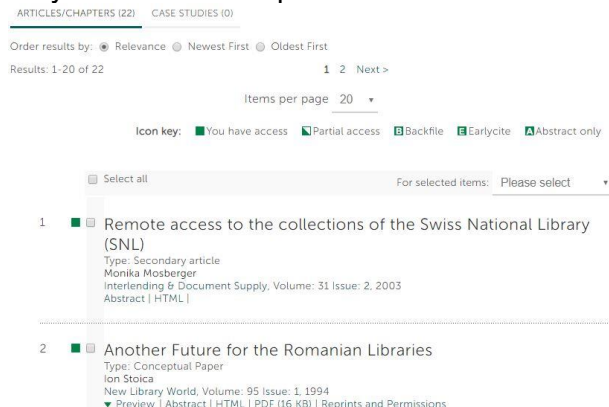 ARTICLES/CHAPTERS (22) CASE STUDIES (0)
Order results by: Relevance Newest First Oldest First
Results: 1-20 of 22 1 2 Next >
Items per page 20
Icon key: You have access Partial access B Backfile E Earlycite A Abstract only
Select all For selected items: Please select
1 Remote access to the collections of the Swiss National Library
(SNL)
Type: Secondary article
Monika Mosberger
Interlending & Document Supply, Volume: 31 Issue: 2, 2003
Abstract | HTML |
2 Another Future for the Romanian Libraries
Type: Conceptual Paper
Ion Stoica
New Library World, Volume: 95 Issue: 1, 1994
Preview | Abstract | HTML | PDF (16 KB) | Reprints and Permissions